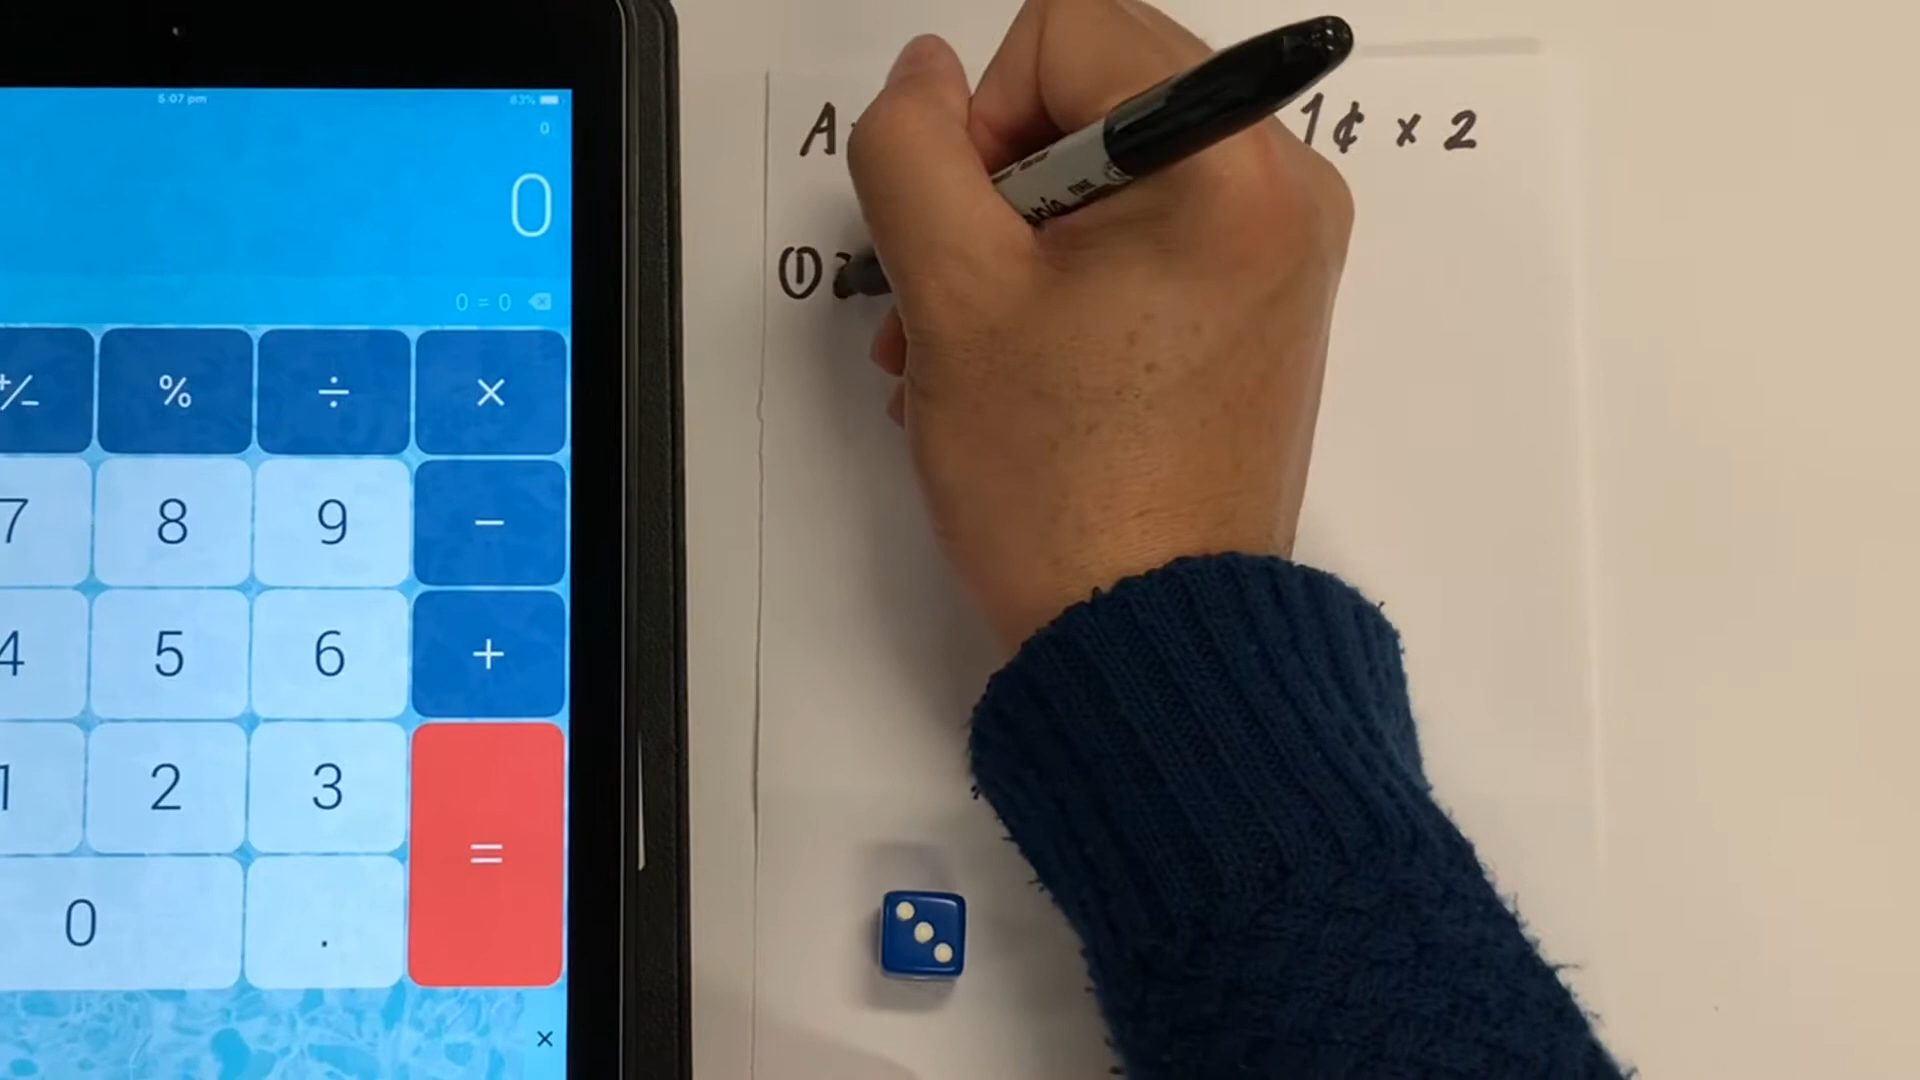 5:07 pm 83%
0
0
0 = 0
+/- % ÷ ×
7 8 9 −
4 5 6 +
1 2 3 =
0 .
×
A 1¢ x 2
①